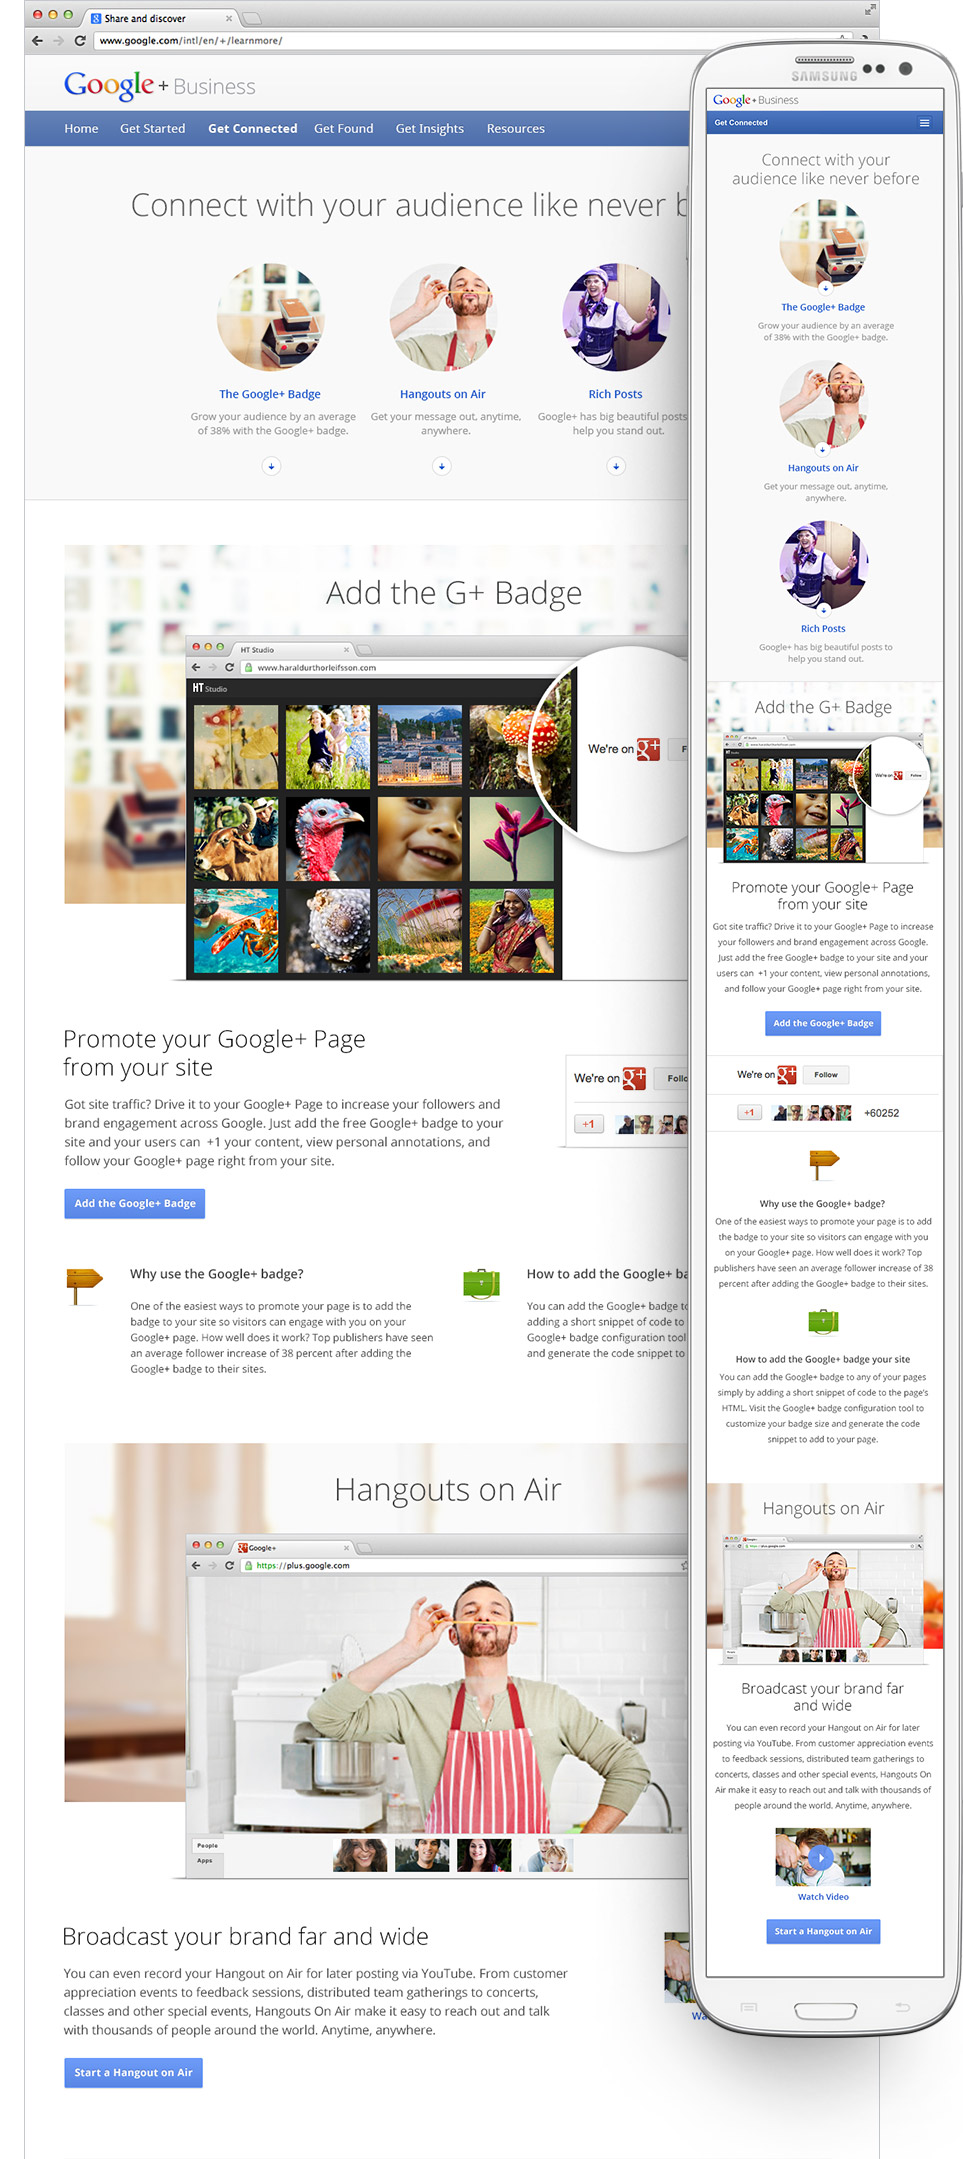 Share and discover
www.google.com/intl/en/+/learnmore/
Google + Business
Home Get Started Get Connected Get Found Get Insights Resources
Connect with your audience like never b
The Google+ Badge
Grow your audience by an average
of 38% with the Google+ badge.
Hangouts on Air
Get your message out, anytime,
anywhere.
Rich Posts
Google+ has big beautiful posts
help you stand out.
Add the G+ Badge
HT Studio
www.haraldurthorleifsson.com
HT Studio
We're on g+ F
Promote your Google+ Page
from your site
Got site traffic? Drive it to your Google+ Page to increase your followers and
brand engagement across Google. Just add the free Google+ badge to your
site and your users can +1 your content, view personal annotations, and
follow your Google+ page right from your site.
Add the Google+ Badge
We're on g+ Follo
+1
Why use the Google+ badge?
One of the easiest ways to promote your page is to add the
badge to your site so visitors can engage with you on your
Google+ page. How well does it work? Top publishers have seen
an average follower increase of 38 percent after adding the
Google+ badge to their sites.
How to add the Google+ ba
You can add the Google+ badge to
adding a short snippet of code to
Google+ badge configuration tool
and generate the code snippet to
Hangouts on Air
Google+
https://plus.google.com
People
Apps
Broadcast your brand far and wide
You can even record your Hangout on Air for later posting via YouTube. From customer
appreciation events to feedback sessions, distributed team gatherings to concerts,
classes and other special events, Hangouts On Air make it easy to reach out and talk
with thousands of people around the world. Anytime, anywhere.
Wa
Start a Hangout on Air
SAMSUNG
Google + Business
Get Connected
Connect with your
audience like never before
The Google+ Badge
Grow your audience by an average
of 38% with the Google+ badge.
Hangouts on Air
Get your message out, anytime,
anywhere.
Rich Posts
Google+ has big beautiful posts to
help you stand out.
Add the G+ Badge
HT Studio
www.haraldurthorleifsson.com
HT Studio
We're on g+ Follow
Promote your Google+ Page
from your site
Got site traffic? Drive it to your Google+ Page to increase
your followers and brand engagement across Google.
Just add the free Google+ badge to your site and your
users can +1 your content, view personal annotations,
and follow your Google+ page right from your site.
Add the Google+ Badge
We're on g+ Follow
+1 +60252
Why use the Google+ badge?
One of the easiest ways to promote your page is to add
the badge to your site so visitors can engage with you
on your Google+ page. How well does it work? Top
publishers have seen an average follower increase of 38
percent after adding the Google+ badge to their sites.
How to add the Google+ badge your site
You can add the Google+ badge to any of your pages
simply by adding a short snippet of code to the page's
HTML. Visit the Google+ badge configuration tool to
customize your badge size and generate the code
snippet to add to your page.
Hangouts on Air
Google+
https://plus.google.com
People
Apps
Broadcast your brand far
and wide
You can even record your Hangout on Air for later
posting via YouTube. From customer appreciation events
to feedback sessions, distributed team gatherings to
concerts, classes and other special events, Hangouts On
Air make it easy to reach out and talk with thousands of
people around the world. Anytime, anywhere.
Watch Video
Start a Hangout on Air